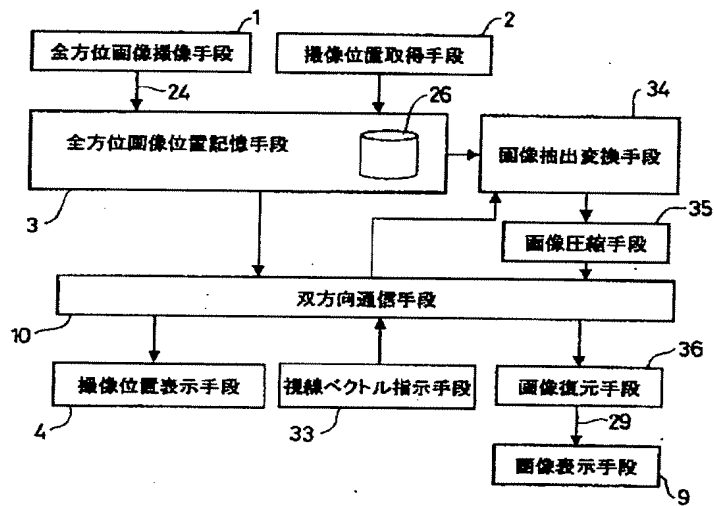 1
2
全方位画像撮像手段
撮像位置取得手段
24
26
34
全方位画像位置記憶手段
画像抽出変換手段
3
35
画像圧縮手段
双方向通信手段
10
36
撮像位置表示手段
視線ベクトル指示手段
画像復元手段
4
33
29
画像表示手段
9